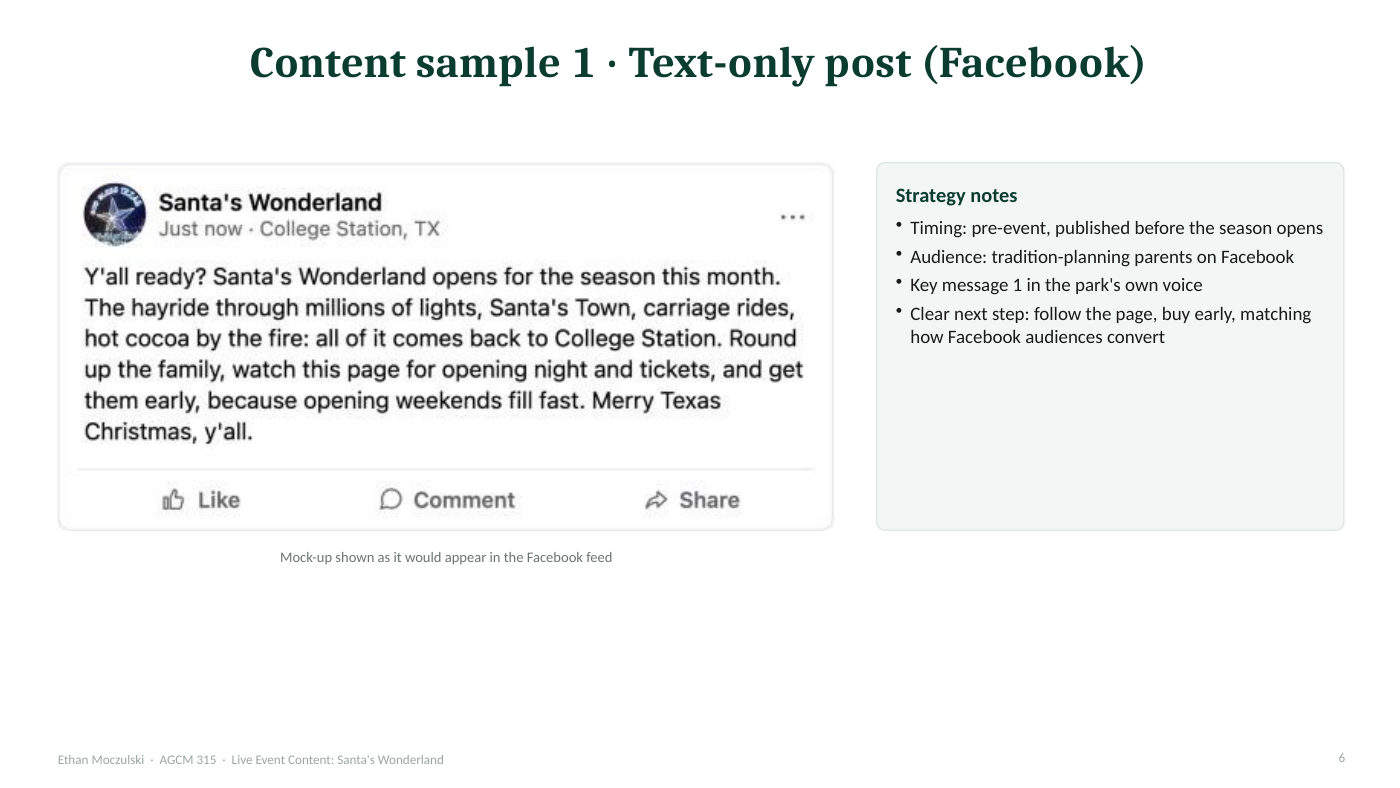 Content sample 1 · Text-only post (Facebook)
Santa's Wonderland
Just now · College Station, TX
Y'all ready? Santa's Wonderland opens for the season this month.
The hayride through millions of lights, Santa's Town, carriage rides,
hot cocoa by the fire: all of it comes back to College Station. Round
up the family, watch this page for opening night and tickets, and get
them early, because opening weekends fill fast. Merry Texas
Christmas, y'all.
Like
Comment
Share
Mock-up shown as it would appear in the Facebook feed
Strategy notes
• Timing: pre-event, published before the season opens
• Audience: tradition-planning parents on Facebook
• Key message 1 in the park's own voice
• Clear next step: follow the page, buy early, matching
how Facebook audiences convert
Ethan Moczulski · AGCM 315 · Live Event Content: Santa's Wonderland
6